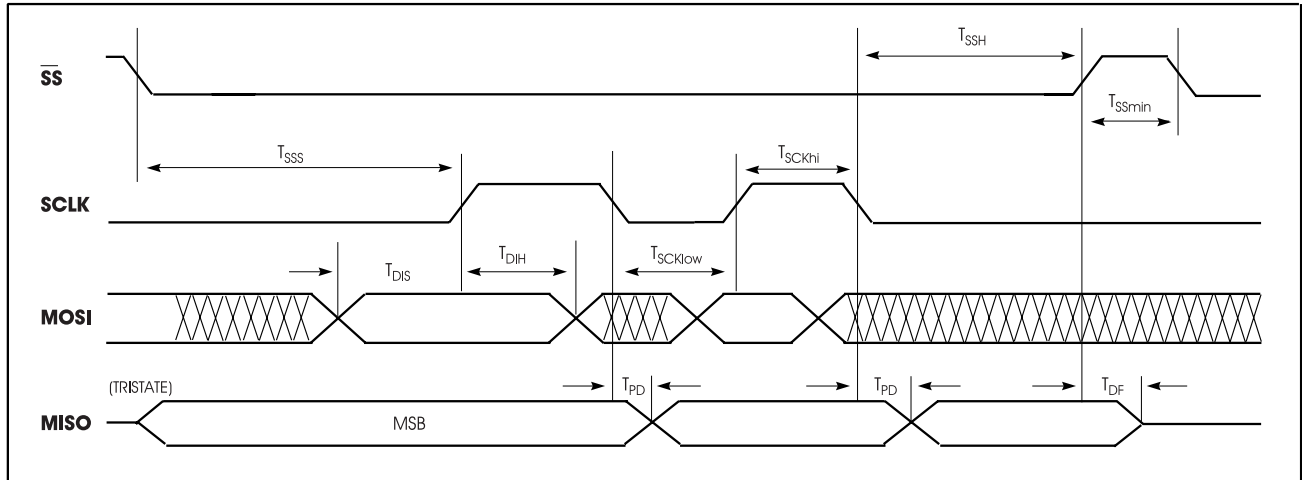 T_SSH
SS
T_SSmin
T_SSS
T_SCKhi
SCLK
T_DIH
T_SCKlow
T_DIS
MOSI
(TRISTATE)
T_PD
T_PD
T_DF
MISO
MSB